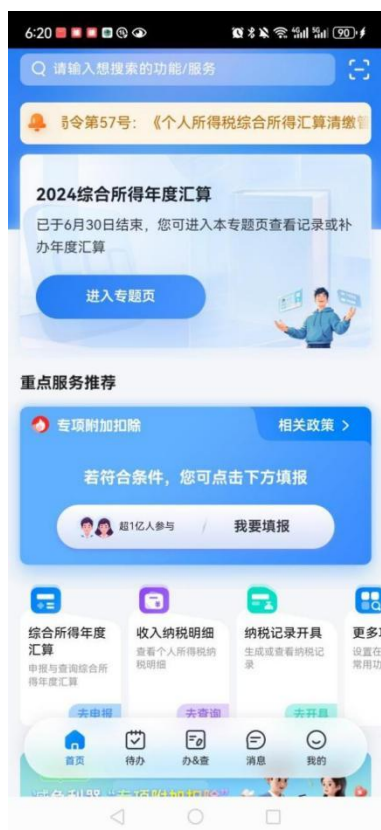 6:20
90
请输入想搜索的功能/服务
局令第57号：《个人所得税综合所得汇算清缴管
2024综合所得年度汇算
已于6月30日结束，您可进入本专题页查看记录或补
办年度汇算
进入专题页
重点服务推荐
专项附加扣除
相关政策 >
若符合条件，您可点击下方填报
超1亿人参与 / 我要填报
综合所得年度
汇算
申报与查询综合所
得年度汇算
去申报
收入纳税明细
查看个人所得税纳
税明细
去查询
纳税记录开具
生成或查看纳税记
录
去开具
更多
设置在
常用功
首页
待办
办&查
消息
我的